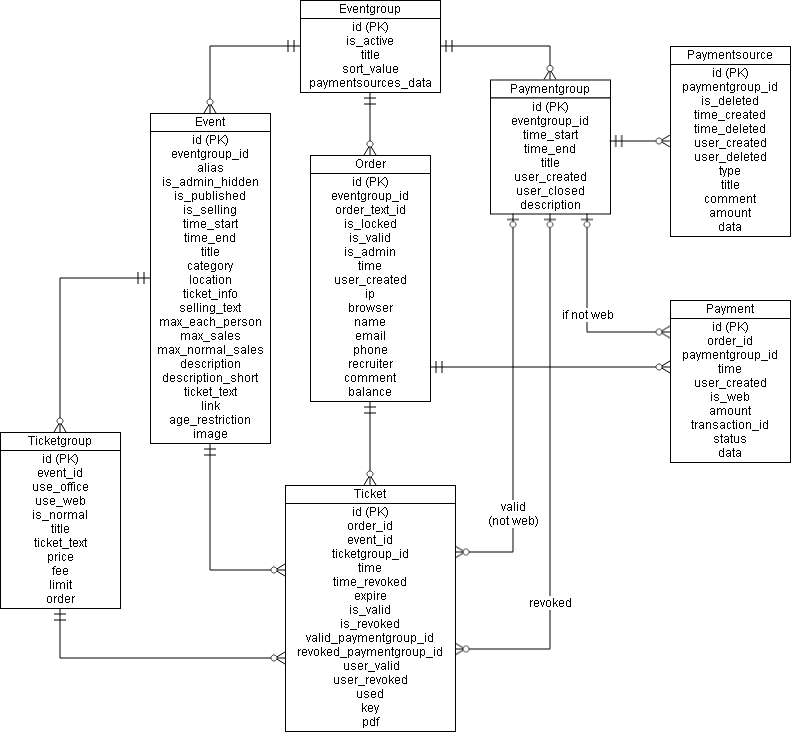 Eventgroup
id (PK)
is_active
title
sort_value
paymentsources_data
Paymentsource
id (PK)
paymentgroup_id
is_deleted
time_created
time_deleted
user_created
user_deleted
type
title
comment
amount
data
Paymentgroup
id (PK)
eventgroup_id
time_start
time_end
title
user_created
user_closed
description
Event
id (PK)
eventgroup_id
alias
is_admin_hidden
is_published
is_selling
time_start
time_end
title
category
location
ticket_info
selling_text
max_each_person
max_sales
max_normal_sales
description
description_short
ticket_text
link
age_restriction
image
Order
id (PK)
eventgroup_id
order_text_id
is_locked
is_valid
is_admin
time
user_created
ip
browser
name
email
phone
recruiter
comment
balance
if not web
Payment
id (PK)
order_id
paymentgroup_id
time
user_created
is_web
amount
transaction_id
status
data
Ticketgroup
id (PK)
event_id
use_office
use_web
is_normal
title
ticket_text
price
fee
limit
order
Ticket
id (PK)
order_id
event_id
ticketgroup_id
time
time_revoked
expire
is_valid
is_revoked
valid_paymentgroup_id
revoked_paymentgroup_id
user_valid
user_revoked
used
key
pdf
valid
(not web)
revoked